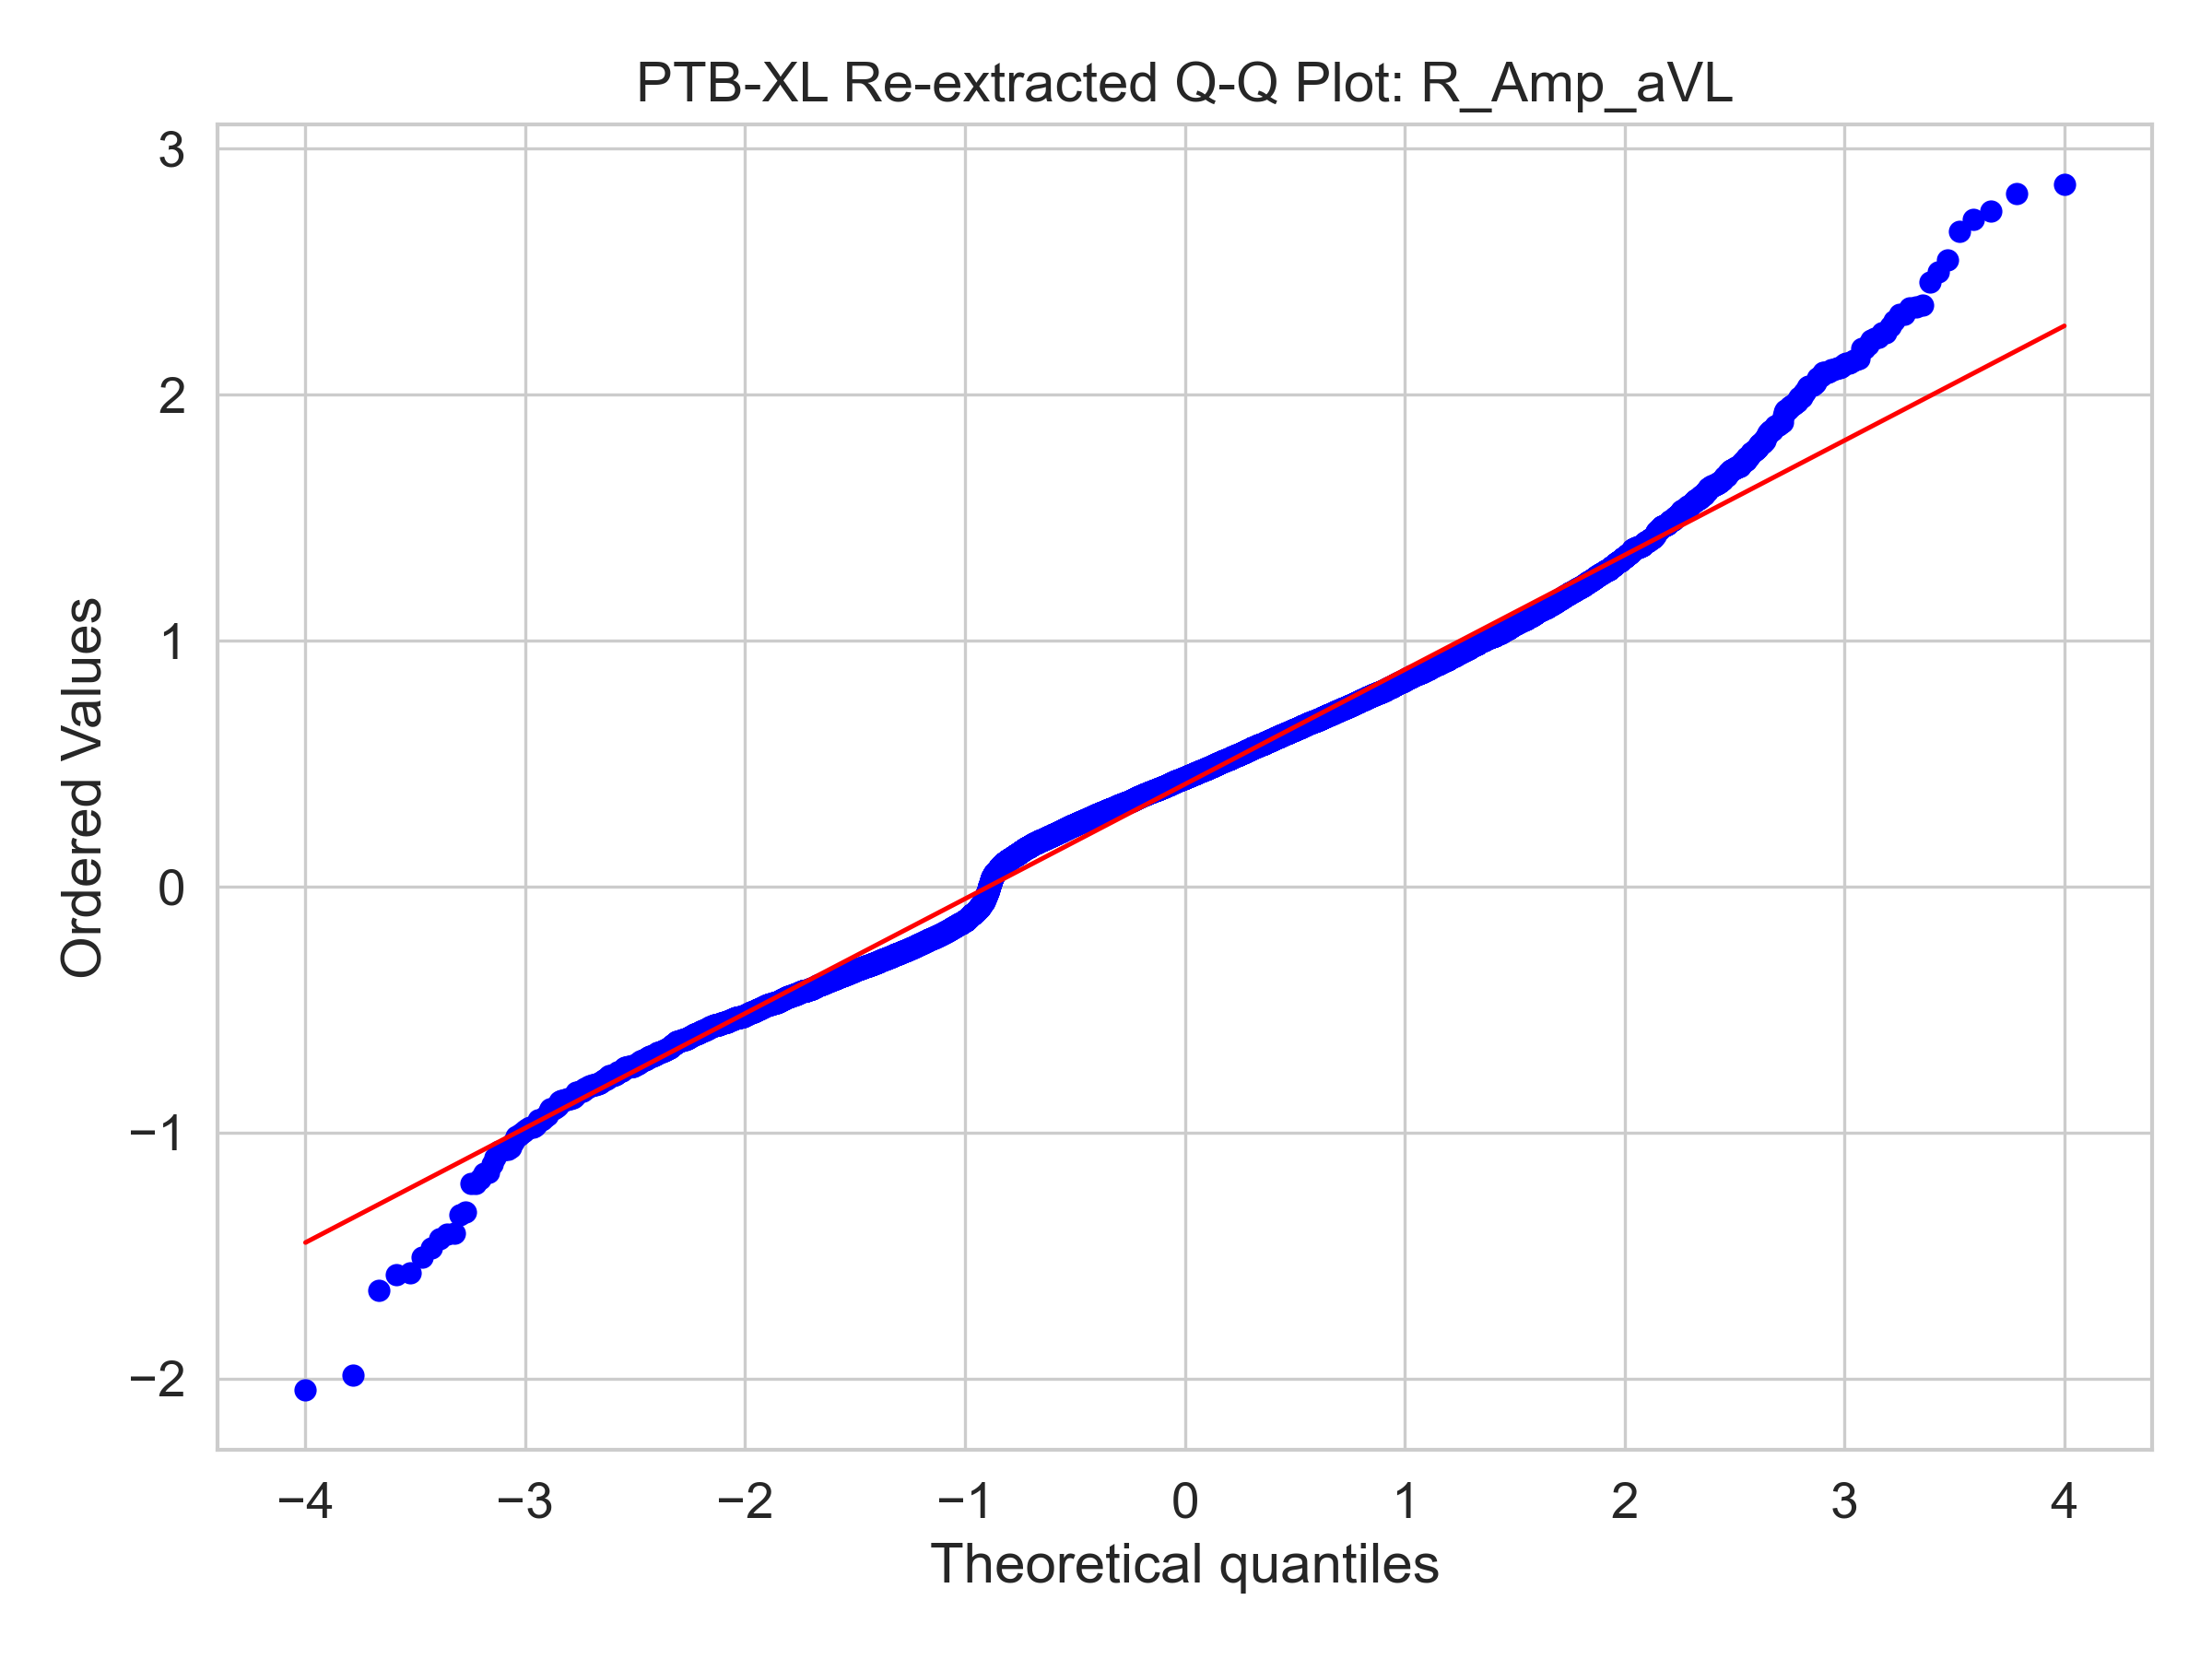 PTB-XL Re-extracted Q-Q Plot: R_Amp_aVL
3
2
1
0
−1
−2
Ordered Values
−4 −3 −2 −1 0 1 2 3 4
Theoretical quantiles